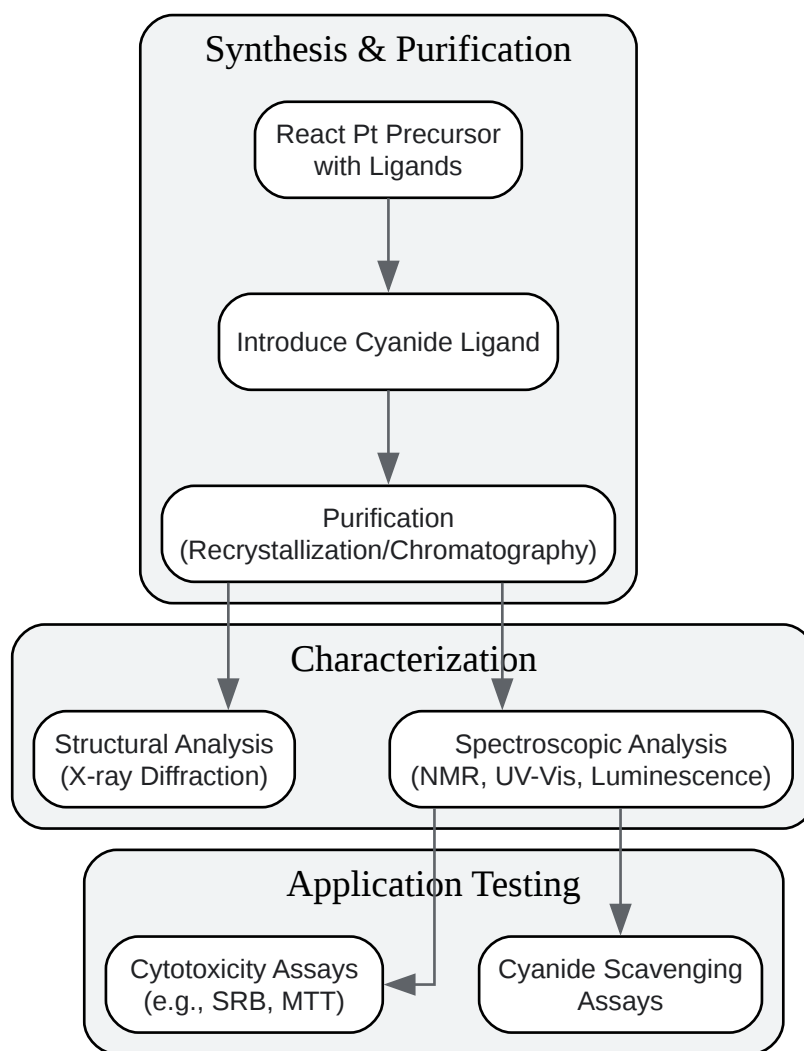 Synthesis & Purification
React Pt Precursor
with Ligands
Introduce Cyanide Ligand
Purification
(Recrystallization/Chromatography)
Characterization
Structural Analysis
(X-ray Diffraction)
Spectroscopic Analysis
(NMR, UV-Vis, Luminescence)
Application Testing
Cytotoxicity Assays
(e.g., SRB, MTT)
Cyanide Scavenging
Assays